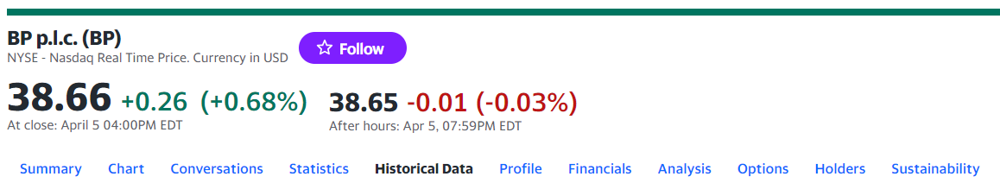 BP p.l.c. (BP)
NYSE - Nasdaq Real Time Price. Currency in USD
Follow
38.66 +0.26 (+0.68%) 38.65 -0.01 (-0.03%)
At close: April 5 04:00PM EDT After hours: Apr 5, 07:59PM EDT
Summary Chart Conversations Statistics Historical Data Profile Financials Analysis Options Holders Sustainability